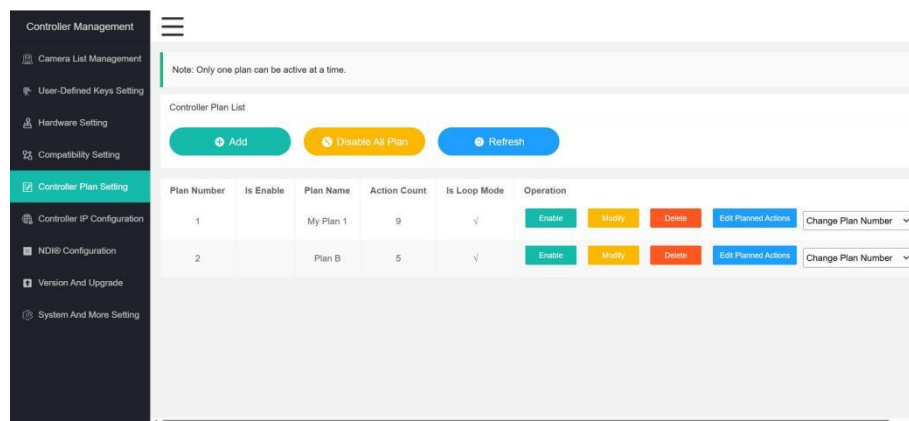 Controller Management
Camera List Management
User-Defined Keys Setting
Hardware Setting
Compatibility Setting
Controller Plan Setting
Controller IP Configuration
NDI® Configuration
Version And Upgrade
System And More Setting
Note: Only one plan can be active at a time.
Controller Plan List
Add Disable All Plan Refresh
Plan Number Is Enable Plan Name Action Count Is Loop Mode Operation
1 My Plan 1 9 √ Enable Modify Delete Edit Planned Actions Change Plan Number
2 Plan B 5 √ Enable Modify Delete Edit Planned Actions Change Plan Number